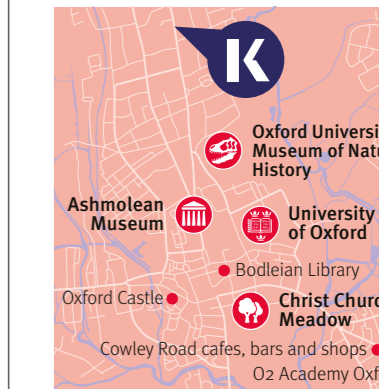 K
Oxford Universi
Museum of Natu
History
Ashmolean
Museum
University
of Oxford
Bodleian Library
Oxford Castle
Christ Churc
Meadow
Cowley Road cafes, bars and shops
O2 Academy Oxf